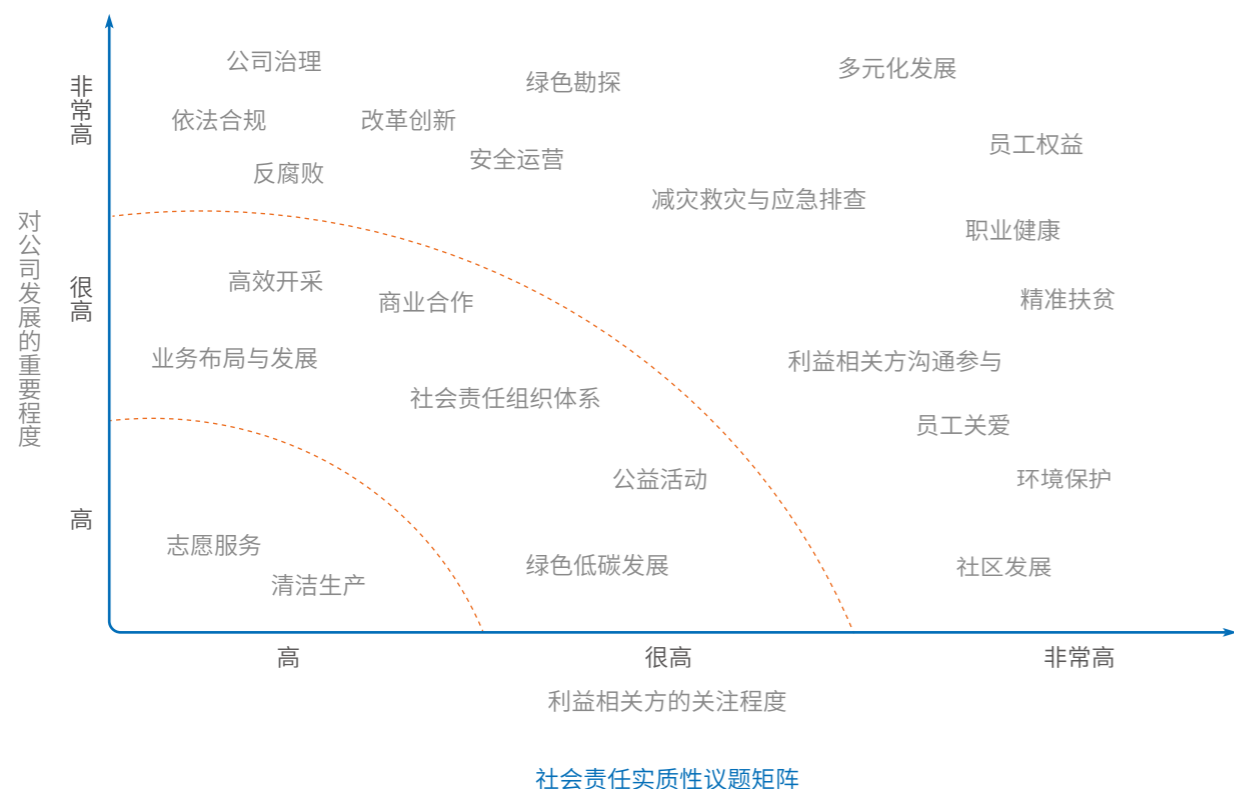 公司治理
绿色勘探
多元化发展
非常高
依法合规
改革创新
安全运营
员工权益
反腐败
减灾救灾与应急排查
职业健康
对公司发展的重要程度
很高
高效开采
商业合作
精准扶贫
业务布局与发展
利益相关方沟通参与
社会责任组织体系
员工关爱
公益活动
环境保护
高
志愿服务
清洁生产
绿色低碳发展
社区发展
高
很高
非常高
利益相关方的关注程度
社会责任实质性议题矩阵